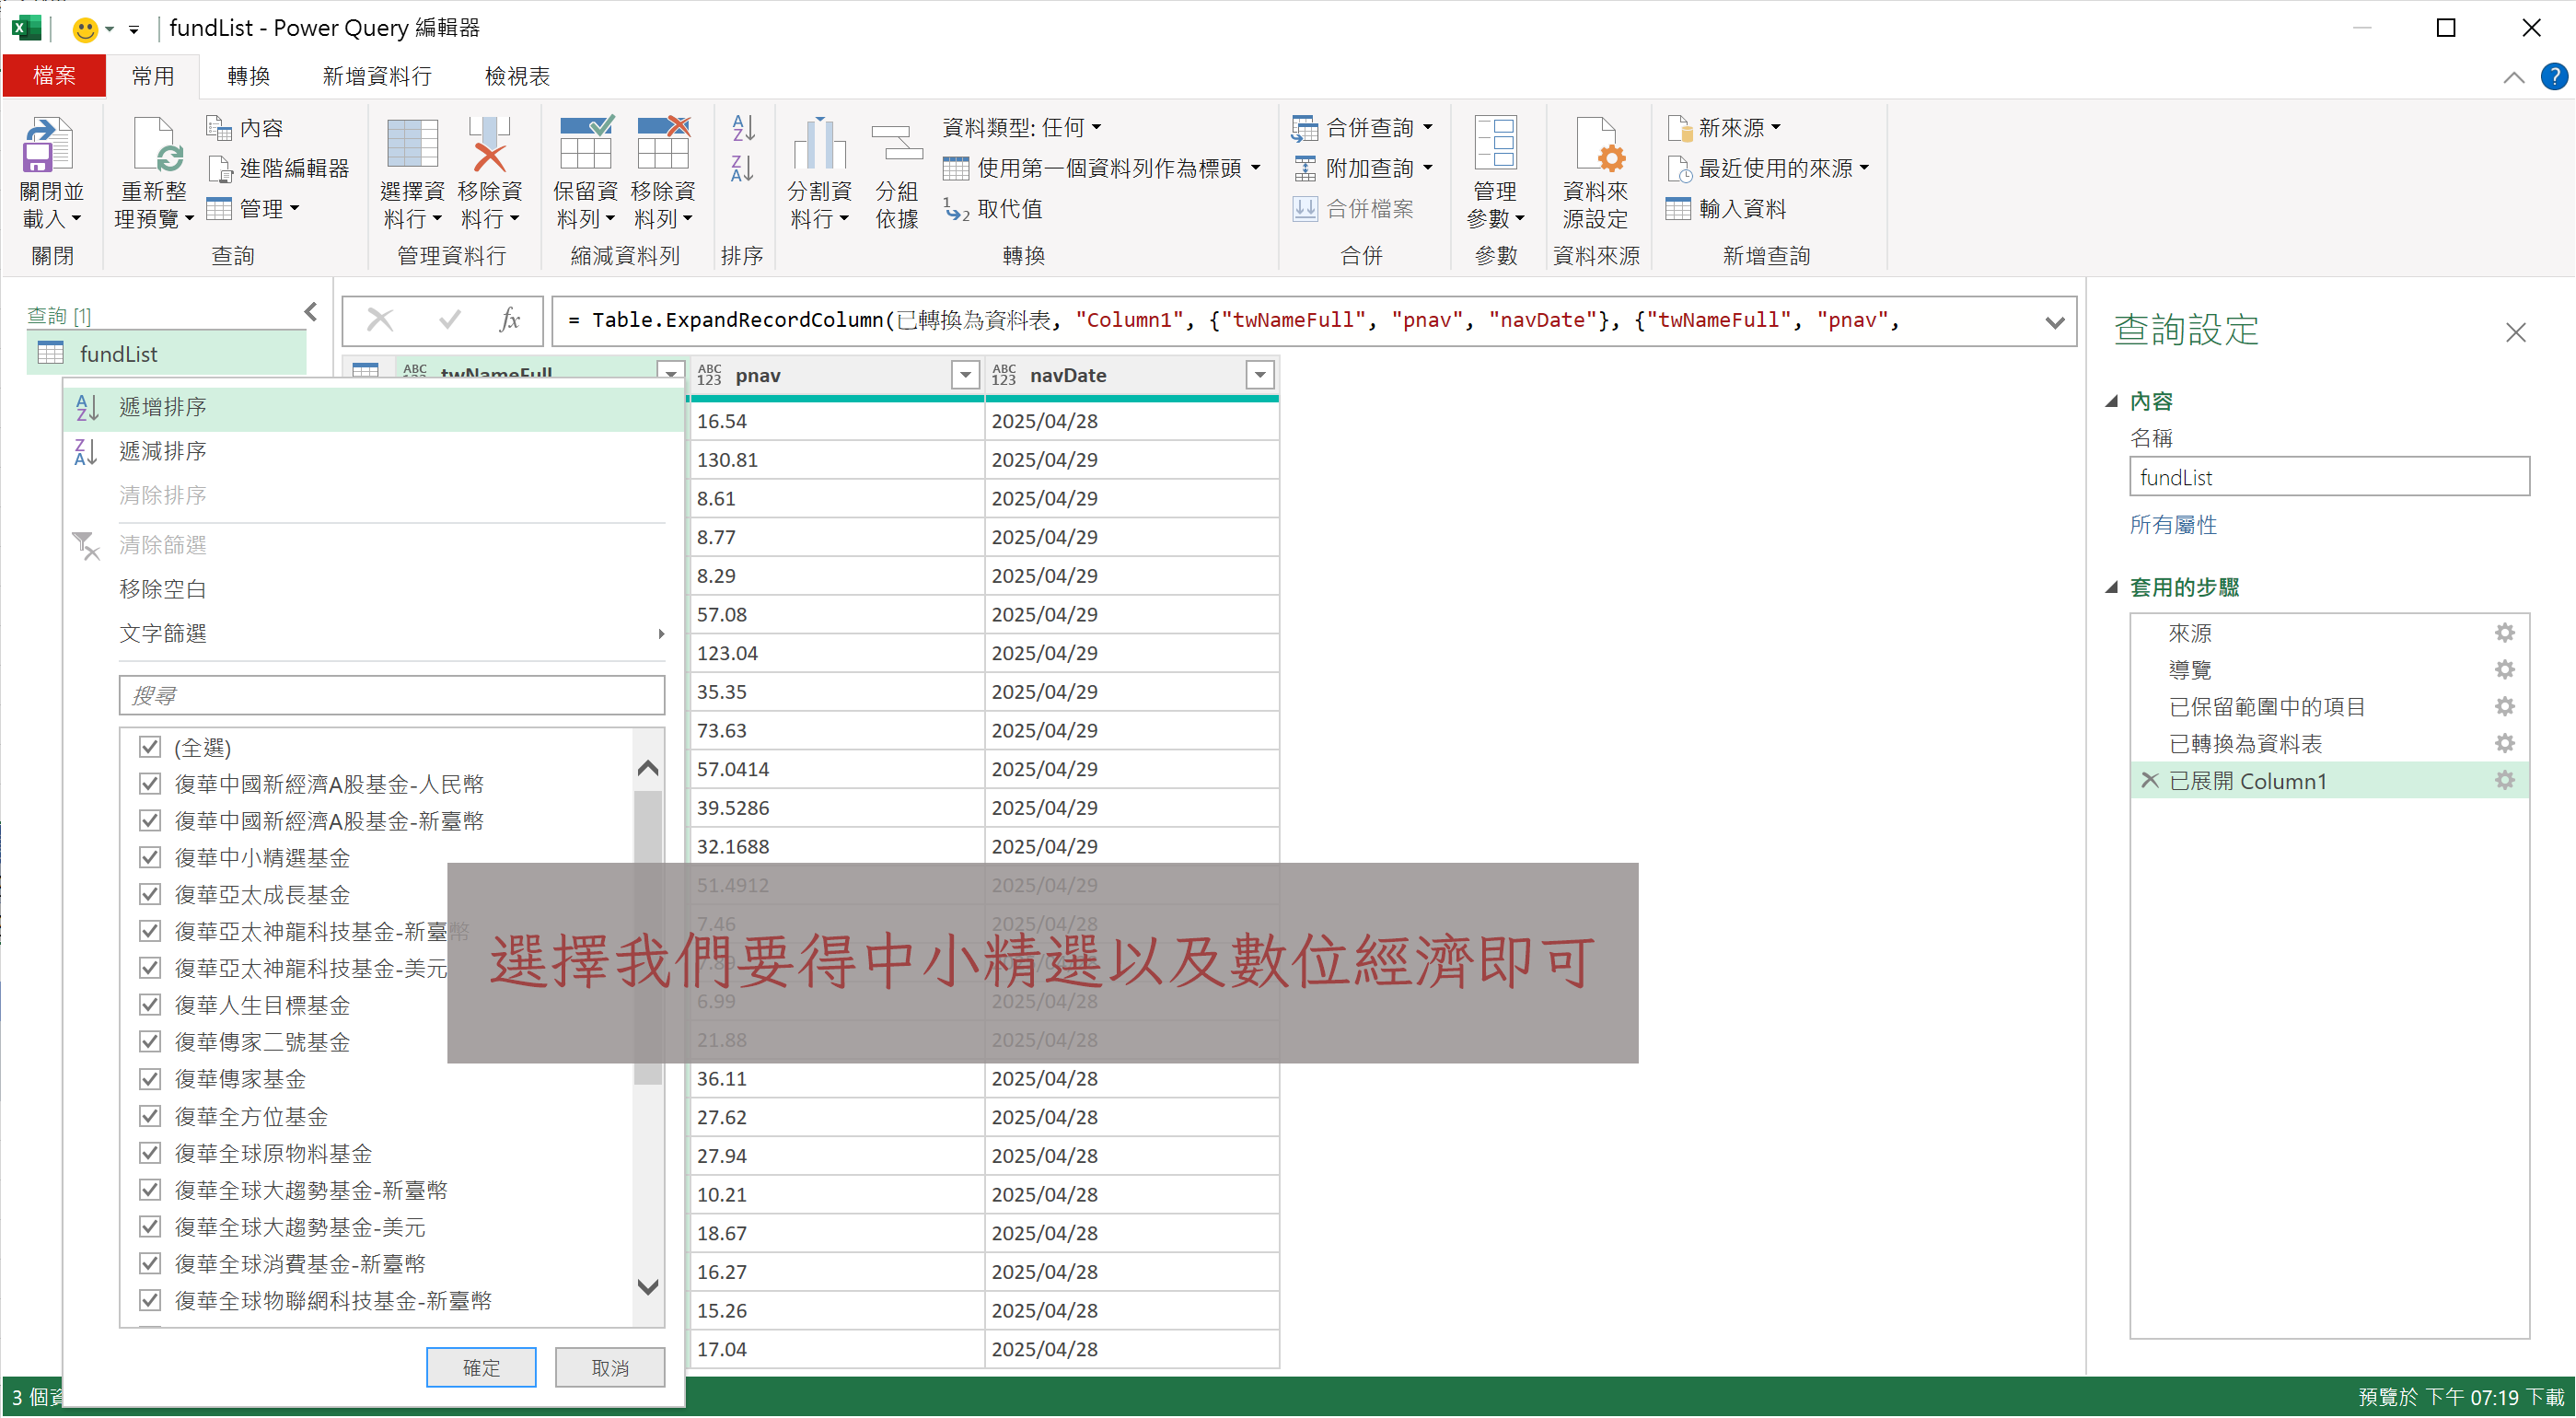 fundList - Power Query 編輯器
檔案 常用 轉換 新增資料行 檢視表
關閉並載入
關閉
重新整理預覽
內容
進階編輯器
管理
查詢
選擇資料行
移除資料行
管理資料行
保留資料列
移除資料列
縮減資料列
排序
分割資料行
分組依據
資料類型: 任何
使用第一個資料列作為標頭
取代值
轉換
合併查詢
附加查詢
合併檔案
合併
管理參數
參數
資料來源設定
資料來源
新來源
最近使用的來源
輸入資料
新增查詢
查詢 [1]
fundList
fx
= Table.ExpandRecordColumn(已轉換為資料表, "Column1", {"twNameFull", "pnav", "navDate"}, {"twNameFull", "pnav",
ABC 123 twNameFull
ABC 123 pnav
ABC 123 navDate
遞增排序
遞減排序
清除排序
清除篩選
移除空白
文字篩選
搜尋
(全選)
復華中國新經濟A股基金-人民幣
復華中國新經濟A股基金-新臺幣
復華中小精選基金
復華亞太成長基金
復華亞太神龍科技基金-新臺幣
復華亞太神龍科技基金-美元
復華人生目標基金
復華傳家二號基金
復華傳家基金
復華全方位基金
復華全球原物料基金
復華全球大趨勢基金-新臺幣
復華全球大趨勢基金-美元
復華全球消費基金-新臺幣
復華全球物聯網科技基金-新臺幣
確定 取消
16.54 2025/04/28
130.81 2025/04/29
8.61 2025/04/29
8.77 2025/04/29
8.29 2025/04/29
57.08 2025/04/29
123.04 2025/04/29
35.35 2025/04/29
73.63 2025/04/29
57.0414 2025/04/29
39.5286 2025/04/29
32.1688 2025/04/29
51.4912 2025/04/29
7.46 2025/04/28
選擇我們要得中小精選以及數位經濟即可
6.99 2025/04/28
21.88 2025/04/28
36.11 2025/04/28
27.62 2025/04/28
27.94 2025/04/28
10.21 2025/04/28
18.67 2025/04/28
16.27 2025/04/28
15.26 2025/04/28
17.04 2025/04/28
查詢設定
內容
名稱
fundList
所有屬性
套用的步驟
來源
導覽
已保留範圍中的項目
已轉換為資料表
已展開 Column1
3 個資
預覽於 下午 07:19 下載